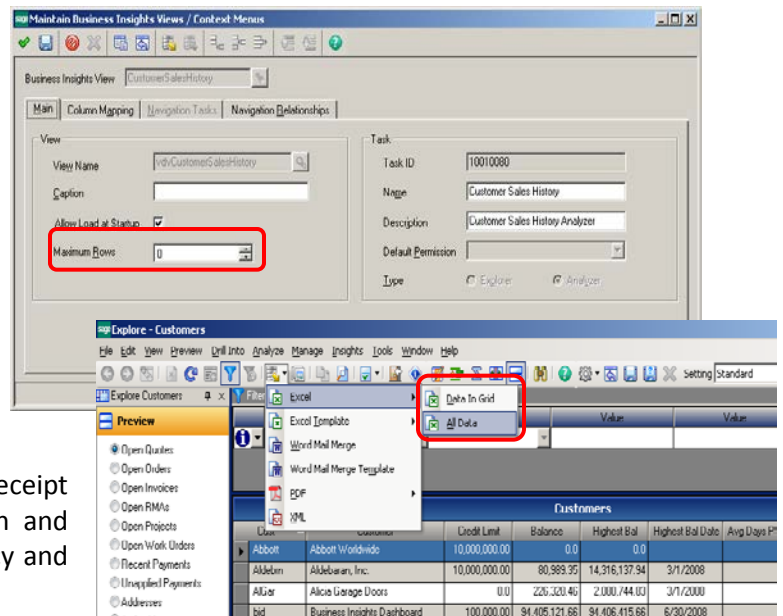 sage Maintain Business Insights Views / Context Menus
Business Insights View CustomerSalesHistory
Main Column Mapping Navigation Tasks Navigation Relationships
View
View Name vdvCustomerSalesHistory
Caption
Allow Load at Startup
Maximum Rows 0
Task
Task ID 10010080
Name Customer Sales History
Description Customer Sales History Analyzer
Default Permission
Type Explorer Analyzer
sage Explore - Customers
File Edit View Preview Drill Into Analyze Manage Insights Tools Window Help
Setting Standard
Explore Customers
Preview
Open Quotes
Open Orders
Open Invoices
Open RMAs
Open Projects
Open Work Orders
Recent Payments
Unapplied Payments
Addresses
Excel
Excel Template
Word Mail Merge
Word Mail Merge Template
PDF
XML
Data In Grid
All Data
Value Value
Customers
Cust Customer Credit Limit Balance Highest Bal Highest Bal Date Avg Days P
Abbott Abbott Worldwide 10,000,000.00 0.0 0.0
Aldebrn Aldebaran, Inc. 10,000,000.00 80,989.35 14,316,137.94 3/1/2008
AlGar Alicia Garage Doors 0.0 226,320.46 2,000,744.03 3/1/2008
bid Business Insights Dashboard 100,000.00 94,405,121.66 94,406,415.66 6/30/2008
eceipt
n and
y and